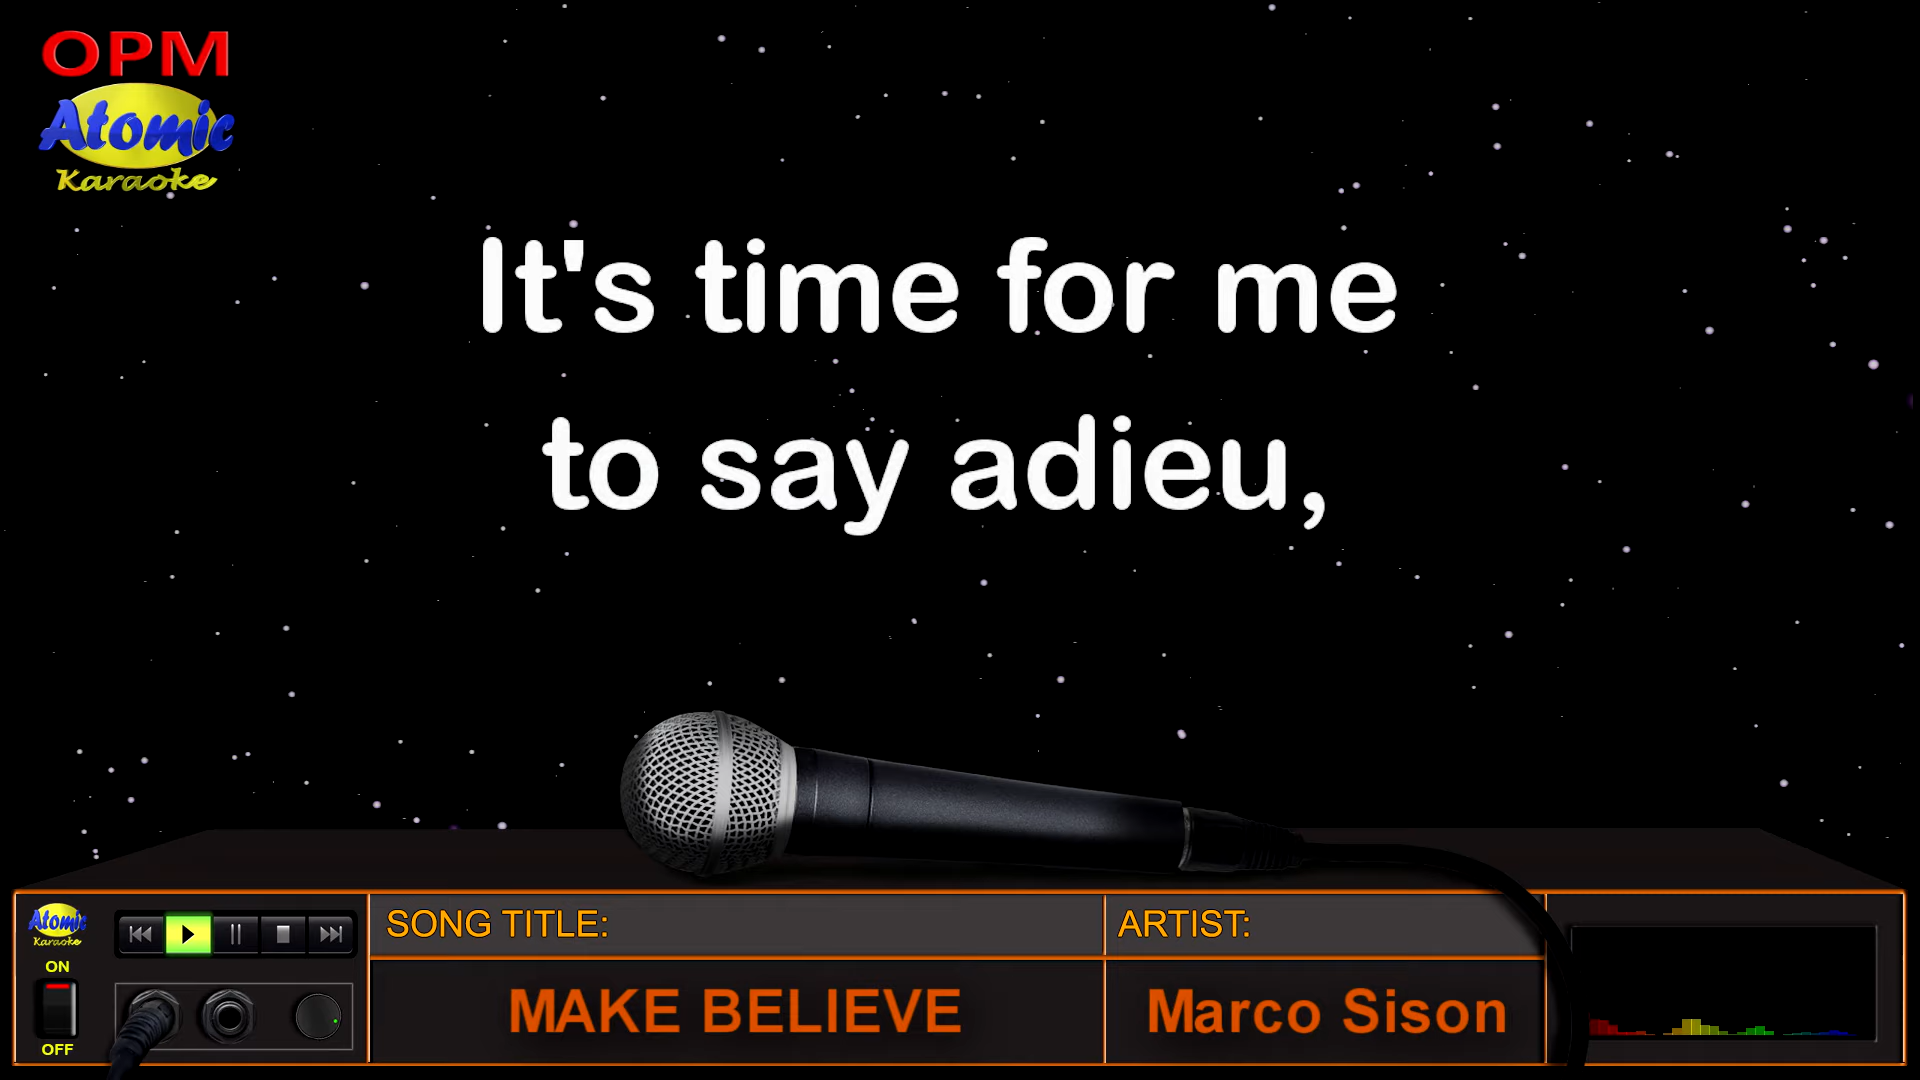 OPM
Atomic
Karaoke
It's time for me
to say adieu,
Atomic
Karaoke
ON
OFF
SONG TITLE:
MAKE BELIEVE
ARTIST:
Marco Sison